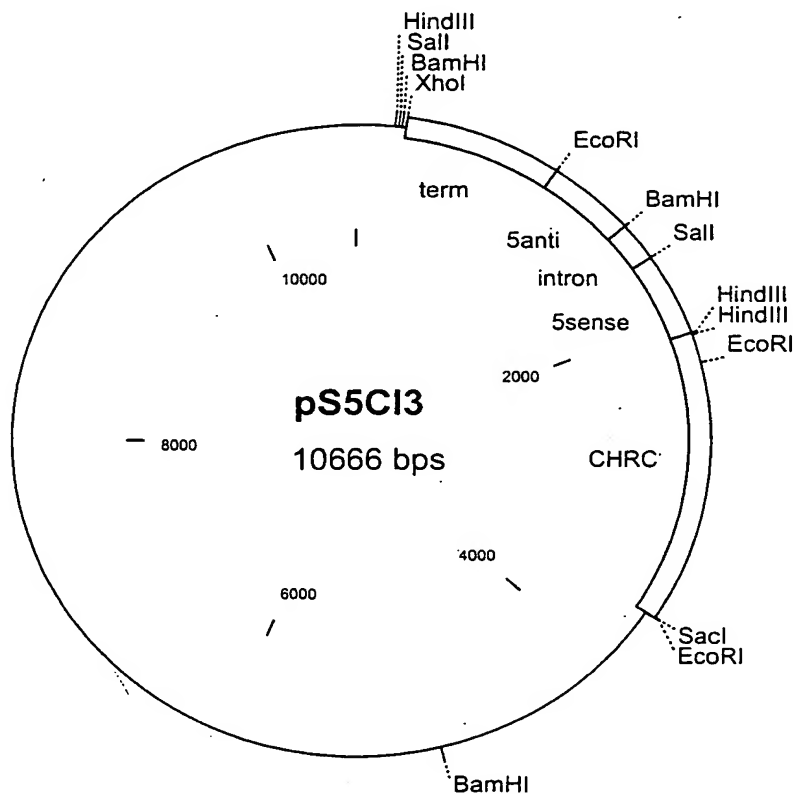 HindIII
SalI
BamHI
XhoI
EcoRI
term
BamHI
5anti
SalI
intron
10000
HindIII
5sense
HindIII
EcoRI
2000
pS5CI3
8000
10666 bps
CHRC
4000
6000
SacI
EcoRI
BamHI